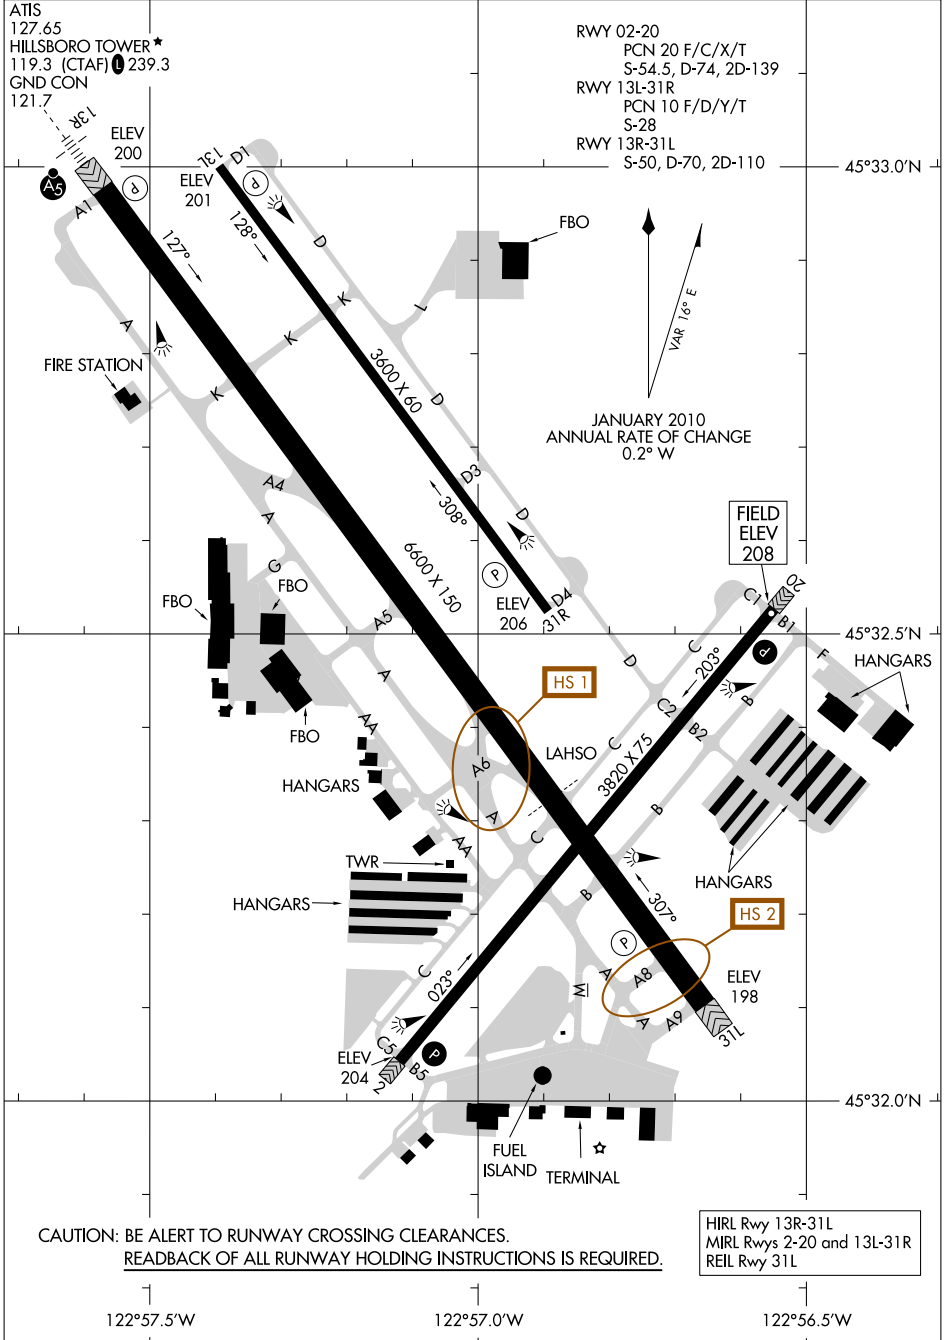 ATIS
127.65
HILLSBORO TOWER ★
119.3 (CTAF) L 239.3
GND CON
121.7
RWY 02-20
PCN 20 F/C/X/T
S-54.5, D-74, 2D-139
RWY 13L-31R
PCN 10 F/D/Y/T
S-28
RWY 13R-31L
S-50, D-70, 2D-110
13R
ELEV
200
A5
P
A1
13L
D1
ELEV
201
P
45°33.0'N
127°
128°
D
FBO
K
L
A
K
VAR 16° E
FIRE STATION
3600 X 60
K
D
JANUARY 2010
ANNUAL RATE OF CHANGE
0.2° W
A4
D3
308°
A
D
FIELD
ELEV
208
6600 X 150
G
P
20
FBO
FBO
ELEV
206
D4
31R
C1
B1
A5
45°32.5'N
F
HANGARS
C
203°
P
D
A
HS 1
B
FBO
AA
C2
B2
C
LAHSO
A6
3820 X 75
HANGARS
A
B
C
AA
TWR
HANGARS
307°
B
HANGARS
HS 2
P
C
023°
A
A8
ELEV
198
M
A
A9
31L
C5
ELEV
204
B5
P
2
45°32.0'N
FUEL
ISLAND
TERMINAL
CAUTION: BE ALERT TO RUNWAY CROSSING CLEARANCES.
READBACK OF ALL RUNWAY HOLDING INSTRUCTIONS IS REQUIRED.
HIRL Rwy 13R-31L
MIRL Rwys 2-20 and 13L-31R
REIL Rwy 31L
122°57.5'W
122°57.0'W
122°56.5'W